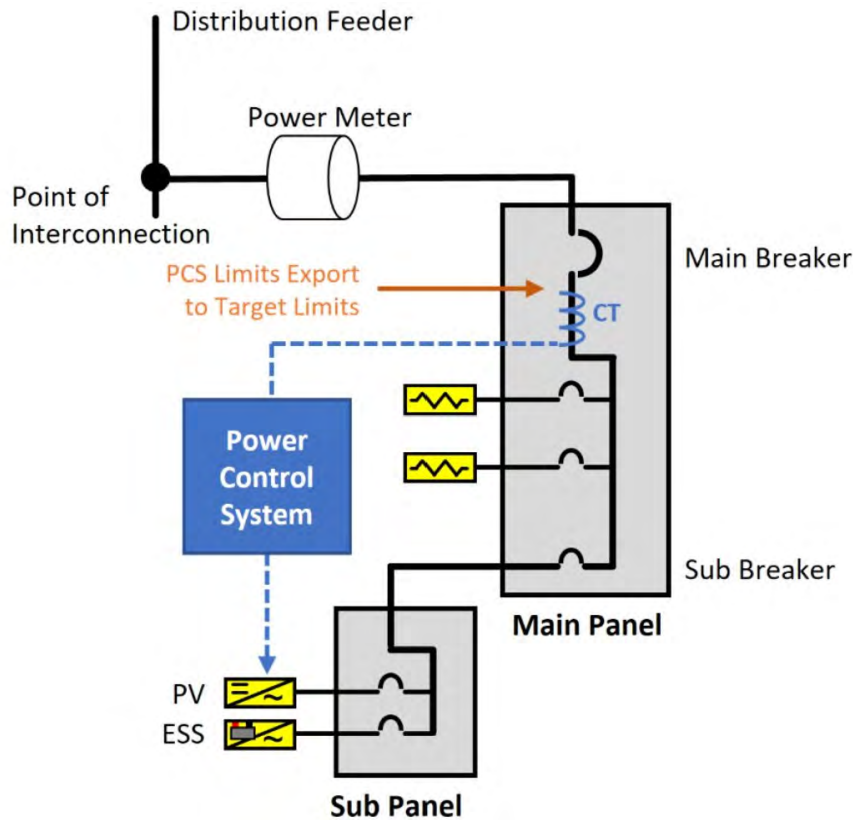 Distribution Feeder
Power Meter
Point of
Interconnection
Main Breaker
PCS Limits Export
to Target Limits
CT
Power
Control
System
Sub Breaker
Main Panel
PV
ESS
Sub Panel